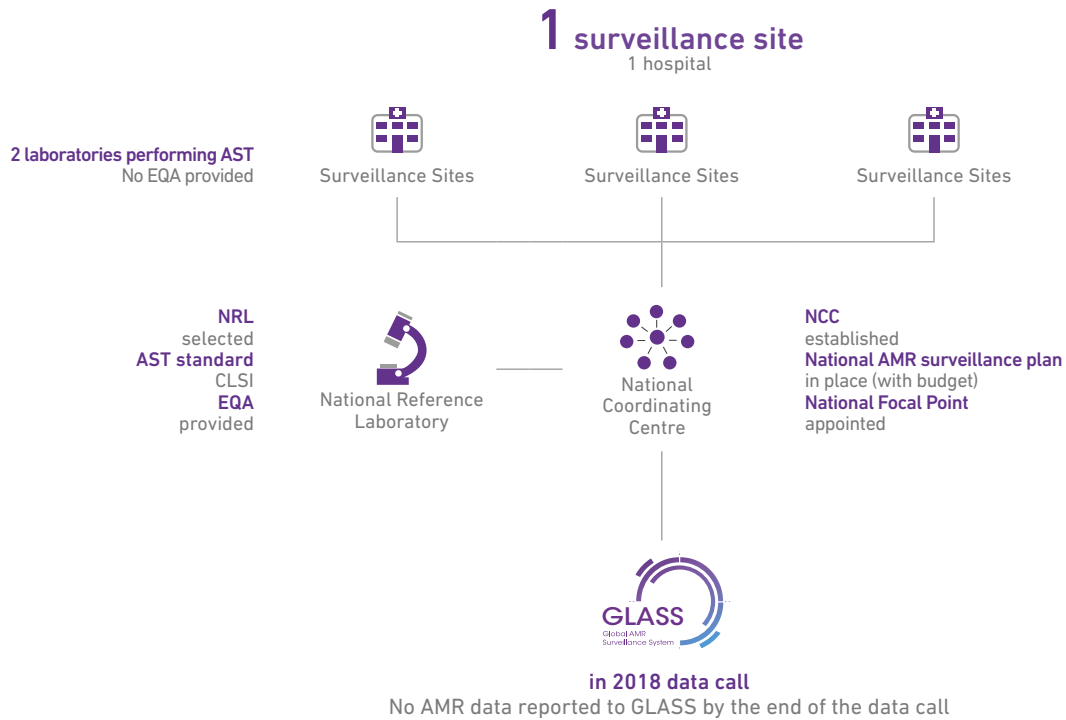 1 surveillance site
1 hospital
2 laboratories performing AST
No EQA provided
Surveillance Sites
Surveillance Sites
Surveillance Sites
NRL
selected
AST standard
CLSI
EQA
provided
National Reference
Laboratory
National
Coordinating
Centre
NCC
established
National AMR surveillance plan
in place (with budget)
National Focal Point
appointed
GLASS
Global AMR
Surveillance System
in 2018 data call
No AMR data reported to GLASS by the end of the data call